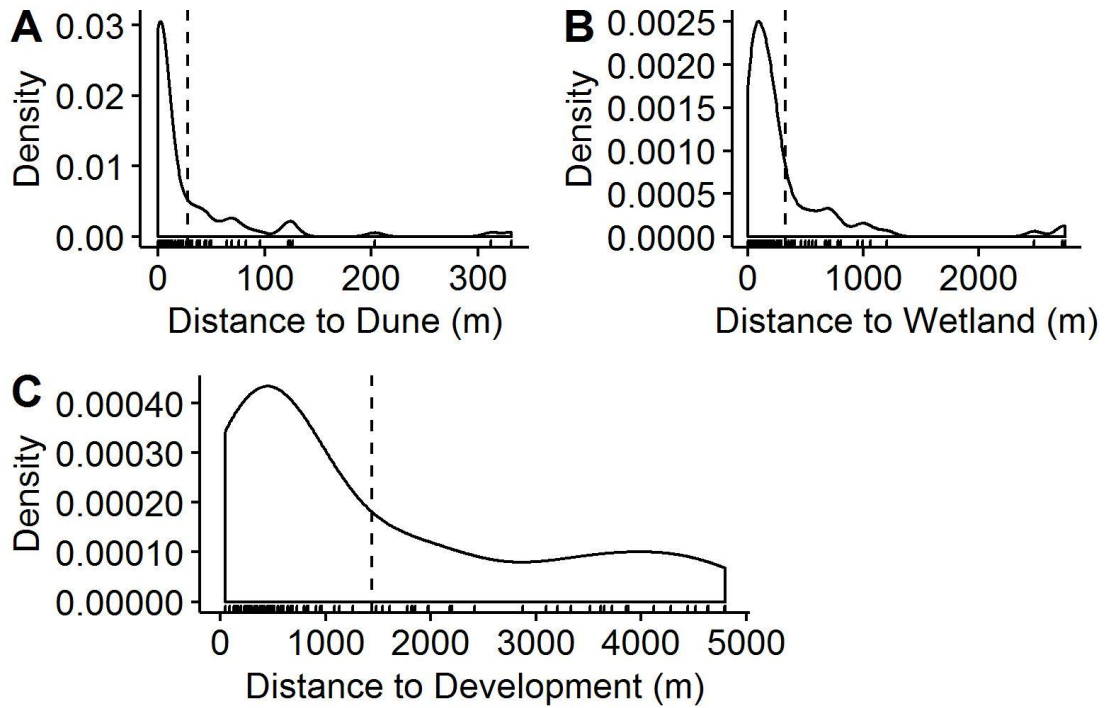 A
Density
0.03
0.02
0.01
0.00
0 100 200 300
Distance to Dune (m)
B
Density
0.0025
0.0020
0.0015
0.0010
0.0005
0.0000
0 2000
Distance to Wetland (m)
C
Density
0.00040
0.00030
0.00020
0.00010
0.00000
0 1000 2000 3000 4000 5000
Distance to Development (m)